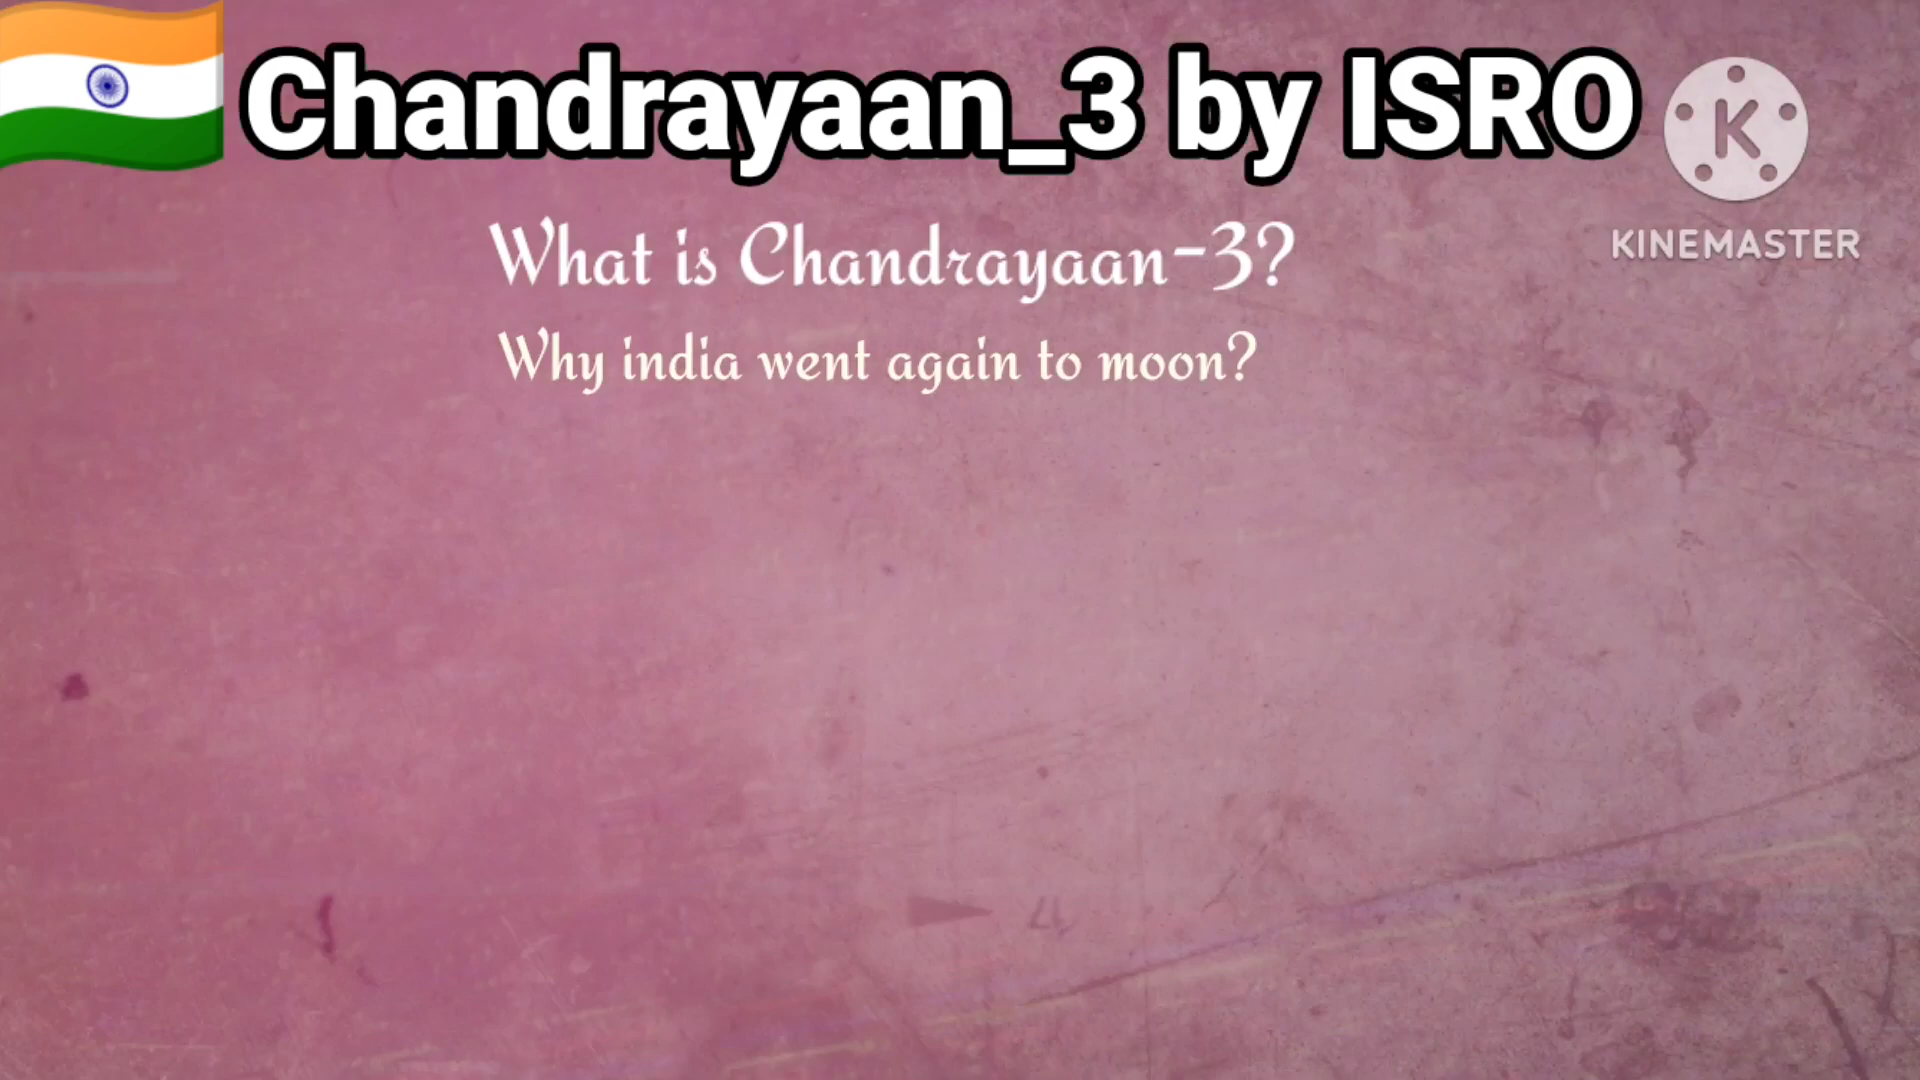 Chandrayaan_3 by ISRO
K
KINEMASTER
What is Chandrayaan-3?
Why india went again to moon?